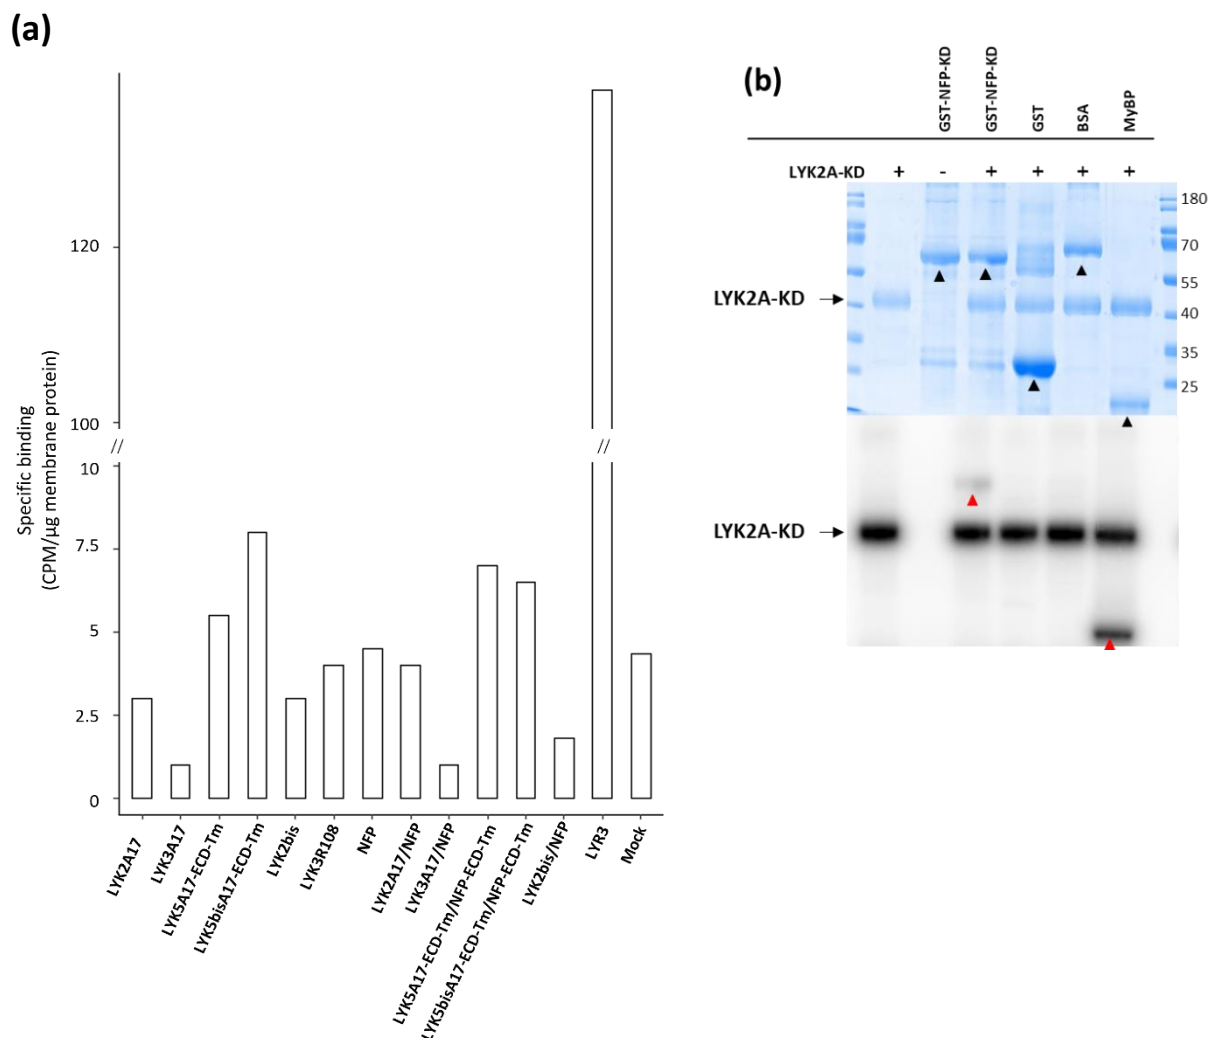 (a)
120
100
//
//
10
7.5
5
2.5
0
Specific binding
(CPM/µg membrane protein)
LYK2A17
LYK3A17
LYK5A17-ECD-Tm
LYK5bisA17-ECD-Tm
LYK2bis
LYK3R108
NFP
LYK2A17/NFP
LYK3A17/NFP
LYK5A17-ECD-Tm/NFP-ECD-Tm
LYK5bisA17-ECD-Tm/NFP-ECD-Tm
LYK2bis/NFP
LYR3
Mock
(b)
GST-NFP-KD
GST-NFP-KD
GST
BSA
MyBP
LYK2A-KD + - + + + +
180
70
55
40
35
25
LYK2A-KD
LYK2A-KD